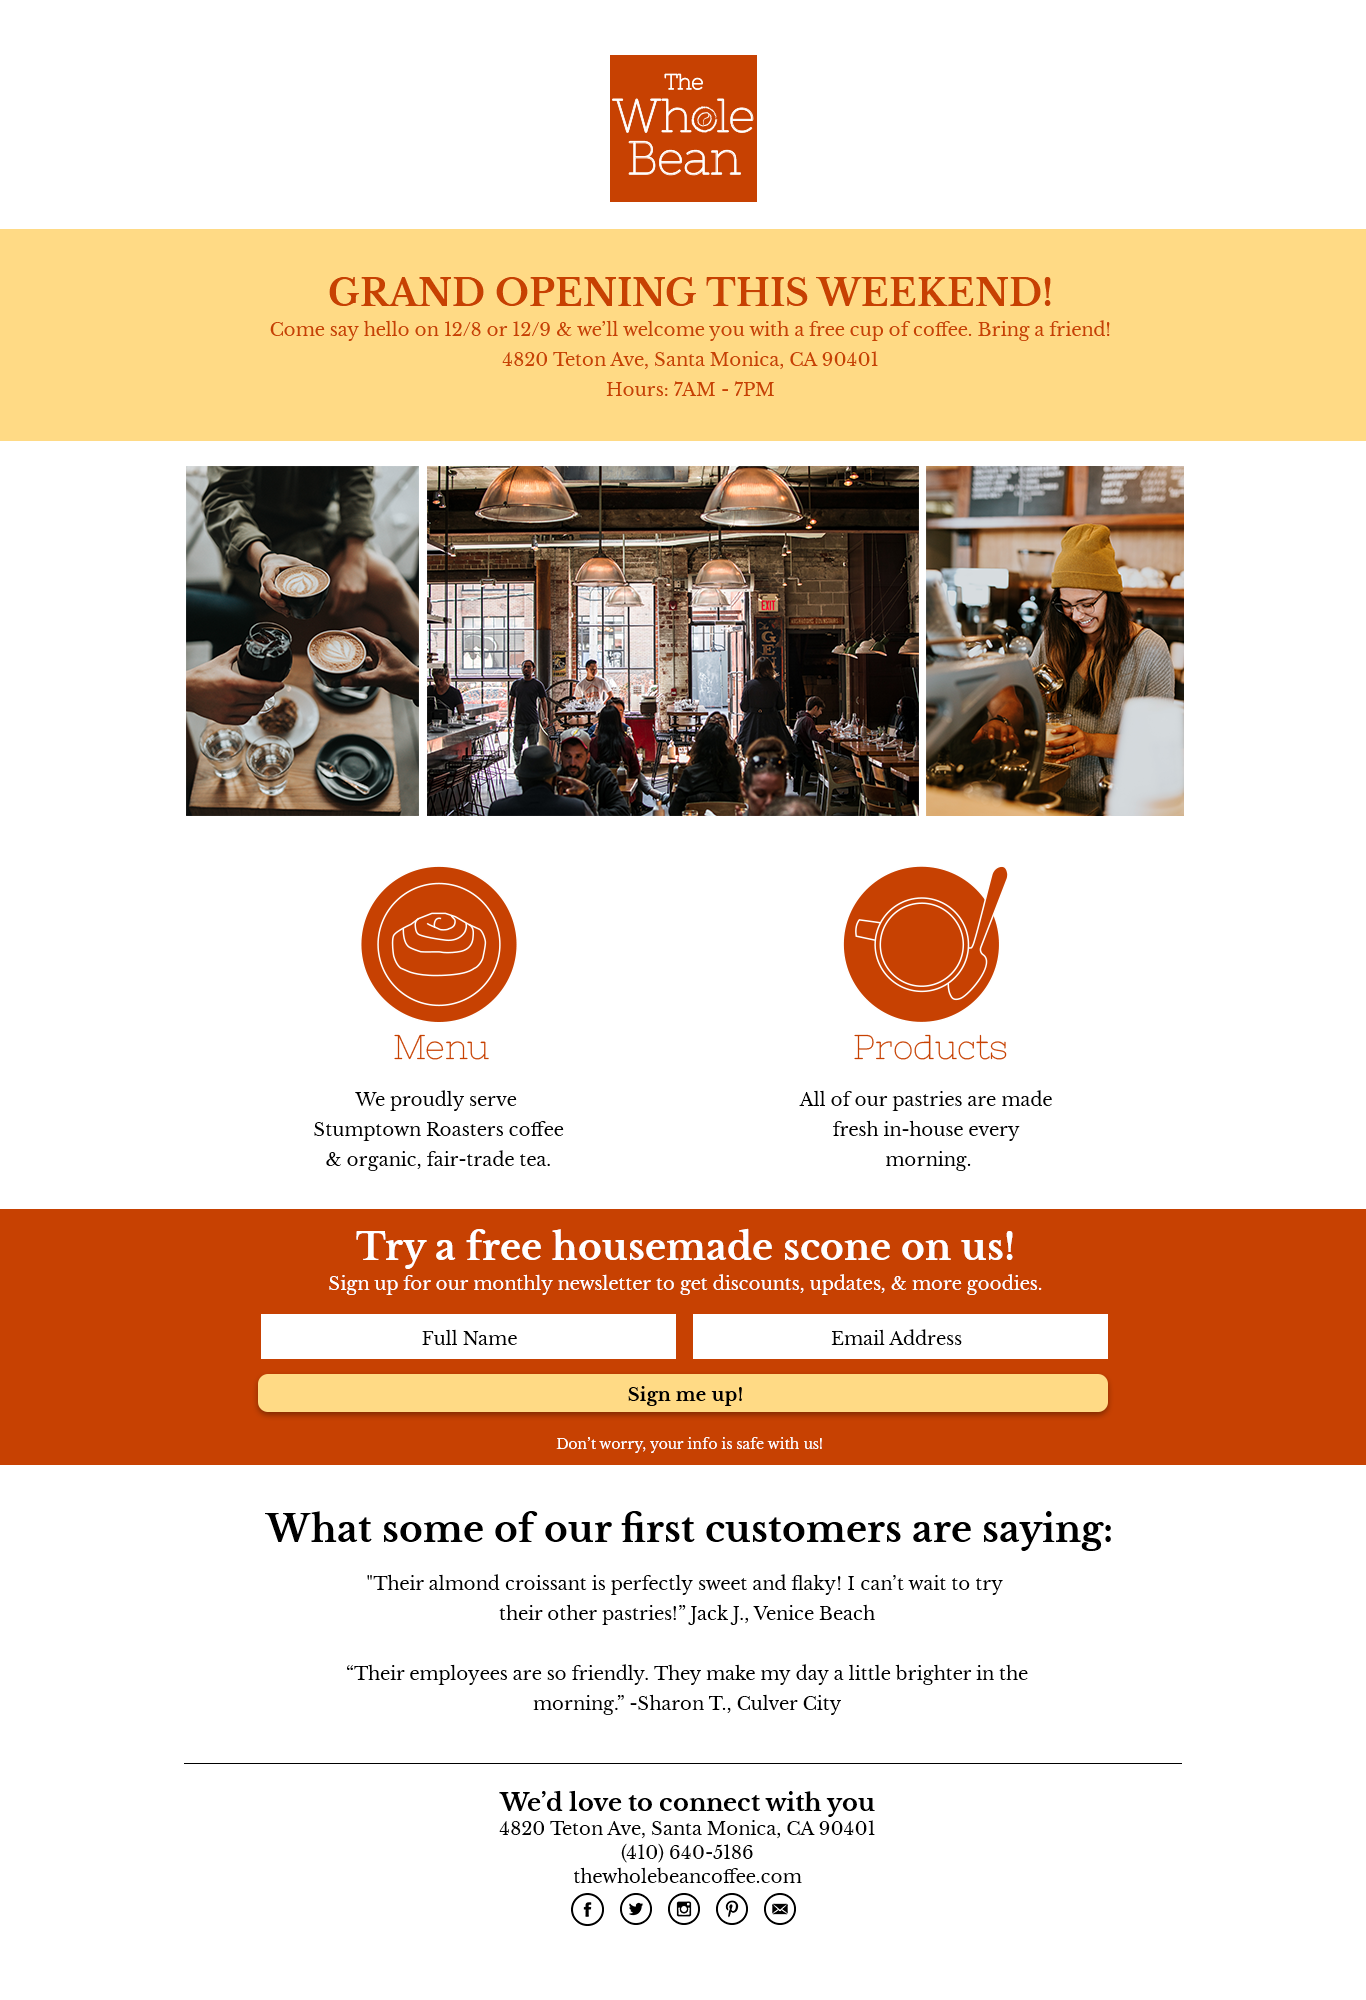 The
Whole
Bean
GRAND OPENING THIS WEEKEND!
Come say hello on 12/8 or 12/9 & we’ll welcome you with a free cup of coffee. Bring a friend!
4820 Teton Ave, Santa Monica, CA 90401
Hours: 7AM - 7PM
EXIT
Menu
We proudly serve
Stumptown Roasters coffee
& organic, fair-trade tea.
Products
All of our pastries are made
fresh in-house every
morning.
Try a free housemade scone on us!
Sign up for our monthly newsletter to get discounts, updates, & more goodies.
Full Name
Email Address
Sign me up!
Don’t worry, your info is safe with us!
What some of our first customers are saying:
"Their almond croissant is perfectly sweet and flaky! I can’t wait to try
their other pastries!” Jack J., Venice Beach
“Their employees are so friendly. They make my day a little brighter in the
morning.” -Sharon T., Culver City
We’d love to connect with you
4820 Teton Ave, Santa Monica, CA 90401
(410) 640-5186
thewholebeancoffee.com